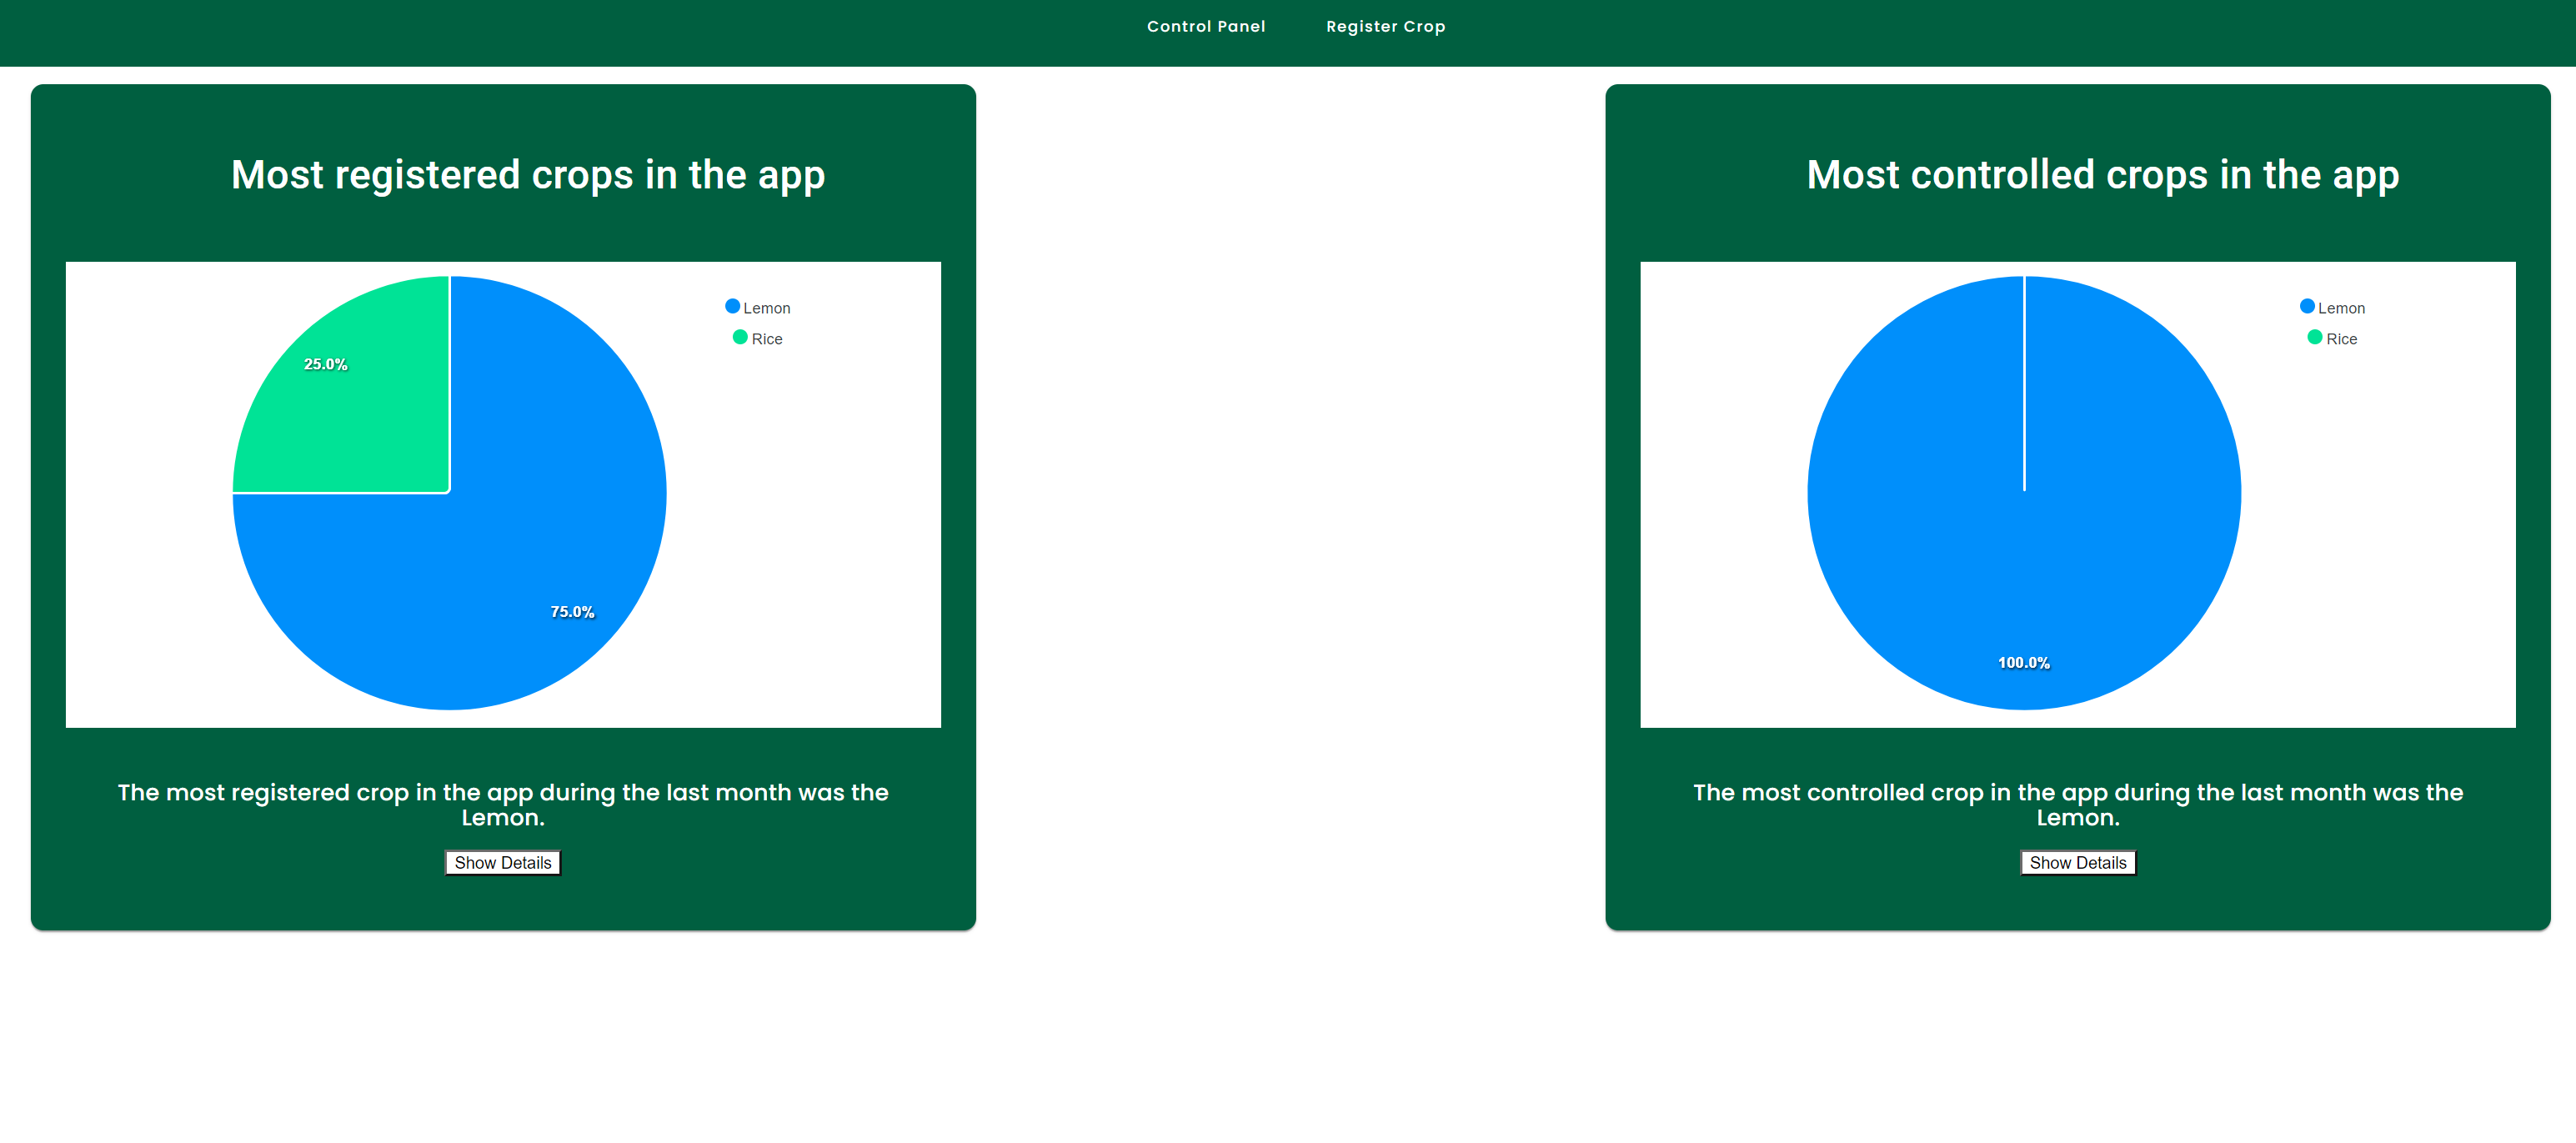 Control Panel
Register Crop
Most registered crops in the app
Lemon
Rice
25.0%
75.0%
The most registered crop in the app during the last month was the
Lemon.
Show Details
Most controlled crops in the app
Lemon
Rice
100.0%
The most controlled crop in the app during the last month was the
Lemon.
Show Details